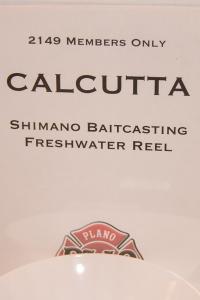 2149 Members Only
CALCUTTA
Shimano Baitcasting
Freshwater Reel
PLANO